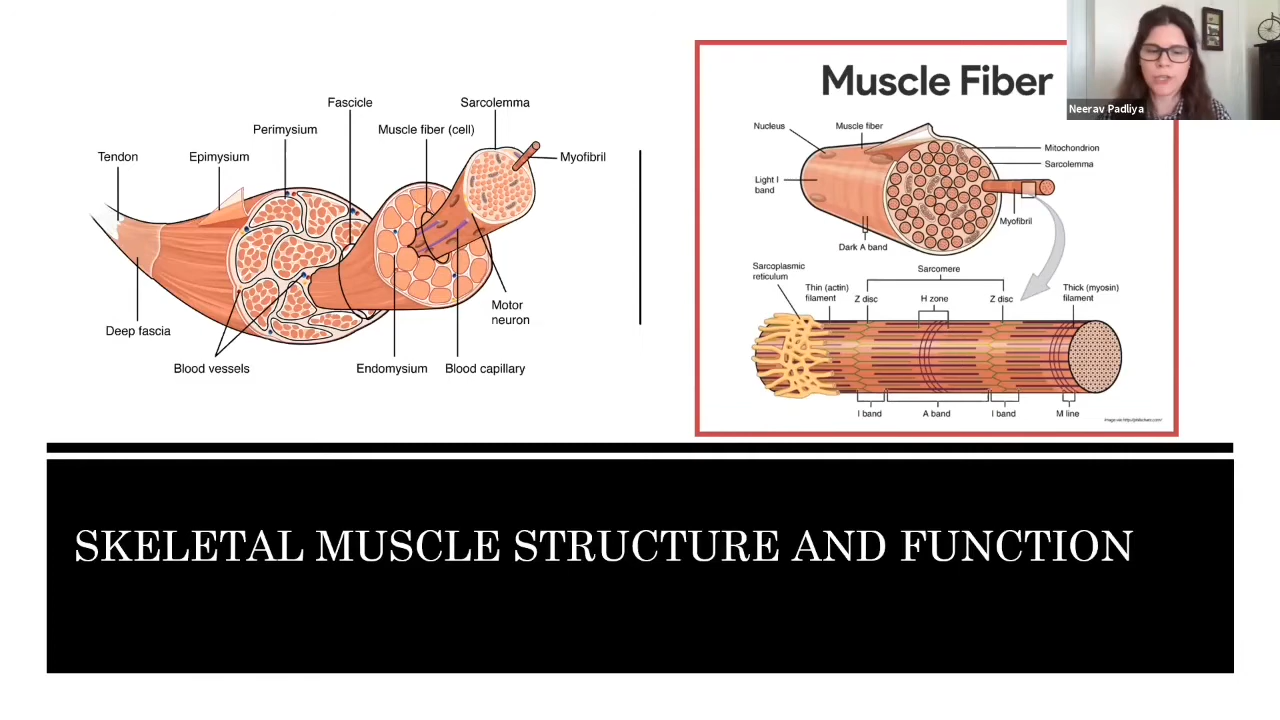 Fascicle
Sarcolemma
Perimysium
Muscle fiber (cell)
Tendon
Epimysium
Myofibril
Motor
neuron
Deep fascia
Blood vessels
Endomysium
Blood capillary
Muscle Fiber
Nucleus
Muscle fiber
Mitochondrion
Sarcolemma
Light I
band
Myofibril
Dark A band
Sarcoplasmic
reticulum
Sarcomere
Thin (actin)
filament
Z disc
H zone
Z disc
Thick (myosin)
filament
I band
A band
I band
M line
Neerav Padliya
SKELETAL MUSCLE STRUCTURE AND FUNCTION